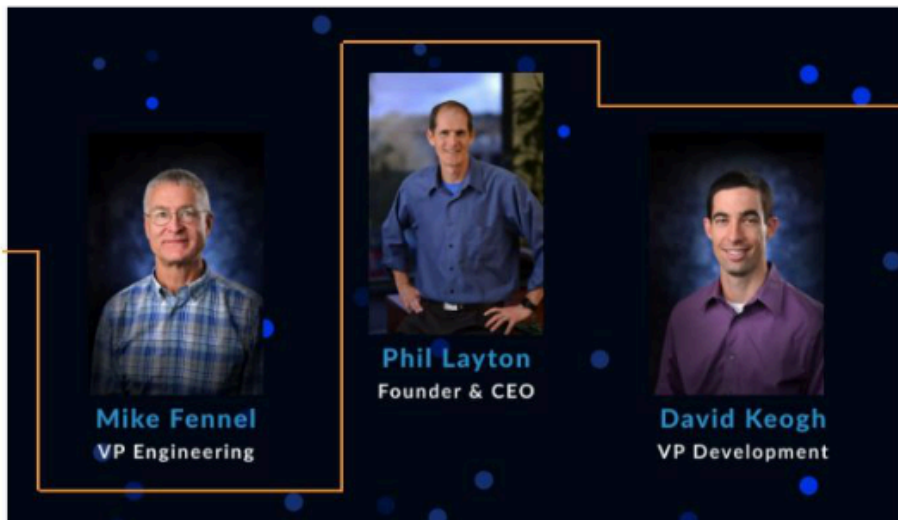 Mike Fennel
VP Engineering
Phil Layton
Founder & CEO
David Keogh
VP Development